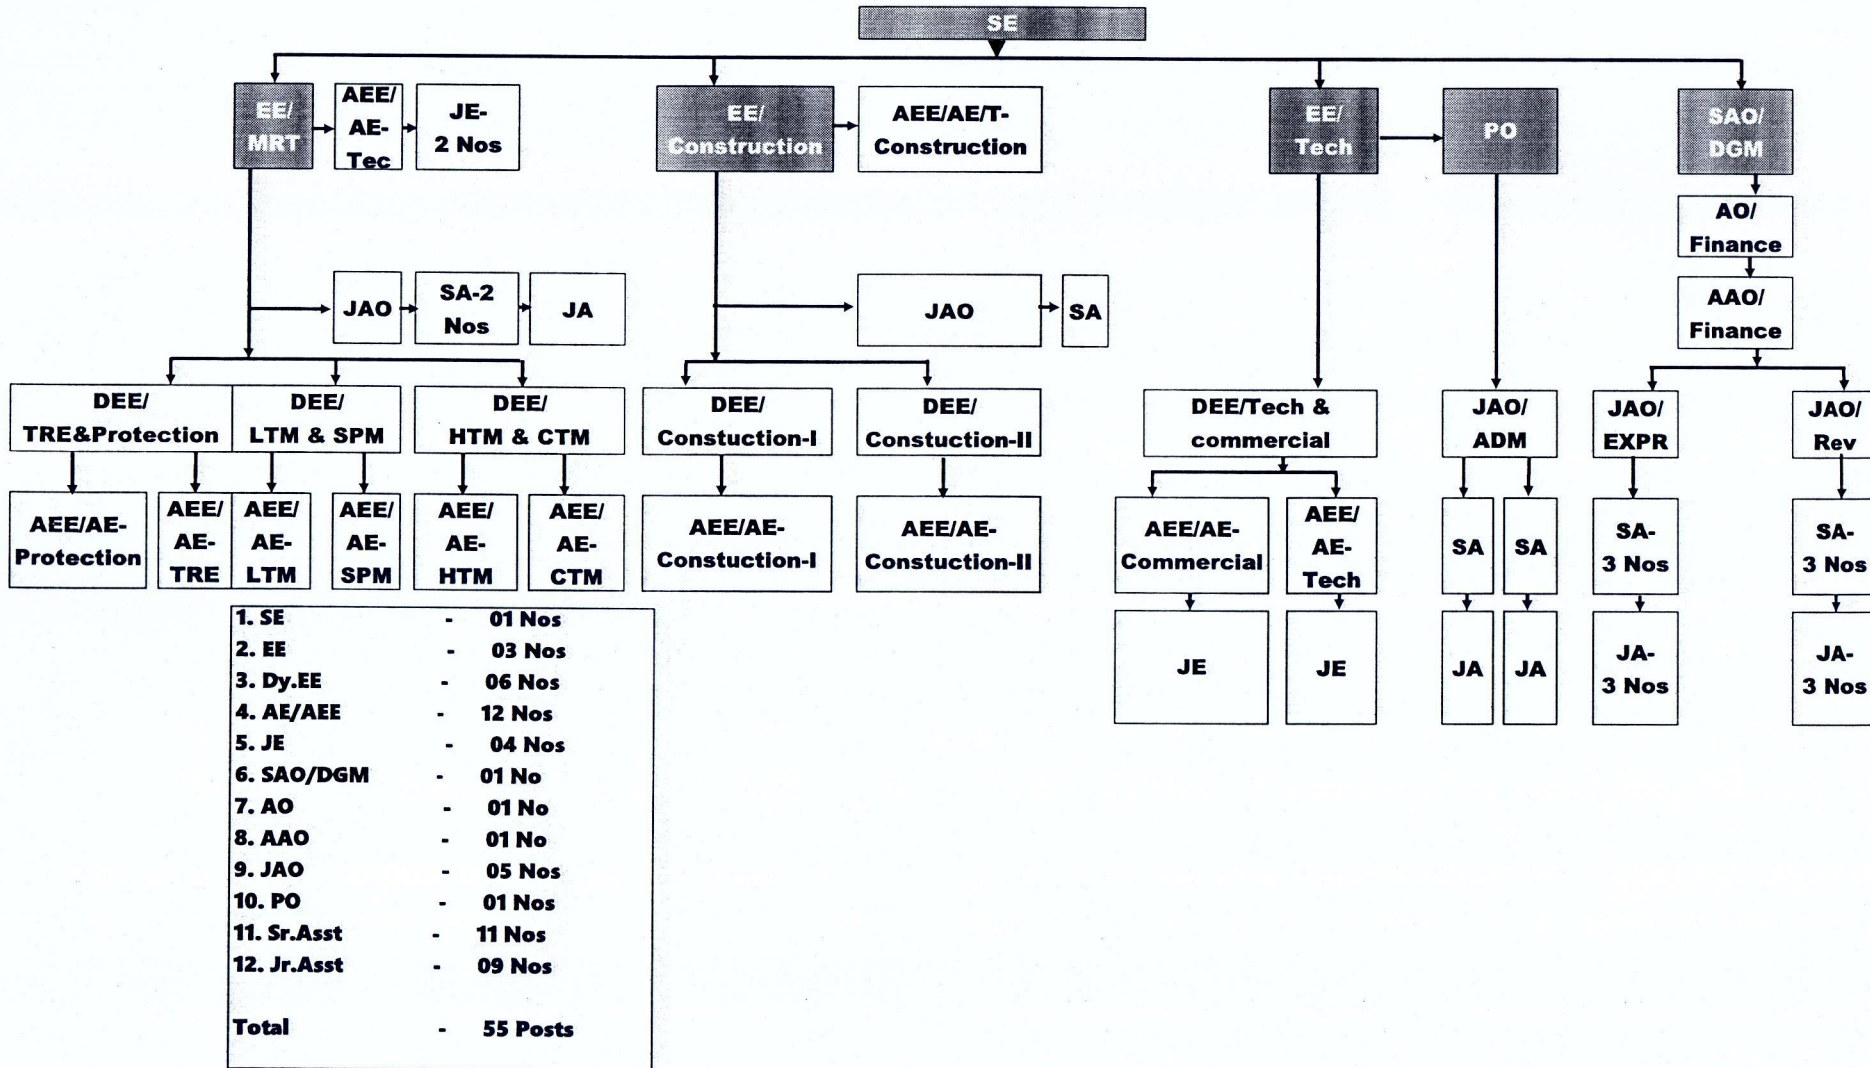 SE
EE/
MRT
AEE/
AE-
Tec
JE-
2 Nos
EE/
Construction
AEE/AE/T-
Construction
EE/
Tech
PO
SAO/
DGM
AO/
Finance
AAO/
Finance
JAO
SA-2
Nos
JA
JAO
SA
DEE/
TRE&Protection
DEE/
LTM & SPM
DEE/
HTM & CTM
DEE/
Constuction-I
DEE/
Constuction-II
DEE/Tech &
commercial
JAO/
ADM
JAO/
EXPR
JAO/
Rev
AEE/AE-
Protection
AEE/
AE-
TRE
AEE/
AE-
LTM
AEE/
AE-
SPM
AEE/
AE-
HTM
AEE/
AE-
CTM
AEE/AE-
Constuction-I
AEE/AE-
Constuction-II
AEE/AE-
Commercial
AEE/
AE-
Tech
SA
SA
SA-
3 Nos
SA-
3 Nos
JE
JE
JA
JA
JA-
3 Nos
JA-
3 Nos
1. SE - 01 Nos
2. EE - 03 Nos
3. Dy.EE - 06 Nos
4. AE/AEE - 12 Nos
5. JE - 04 Nos
6. SAO/DGM - 01 No
7. AO - 01 No
8. AAO - 01 No
9. JAO - 05 Nos
10. PO - 01 Nos
11. Sr.Asst - 11 Nos
12. Jr.Asst - 09 Nos
Total - 55 Posts